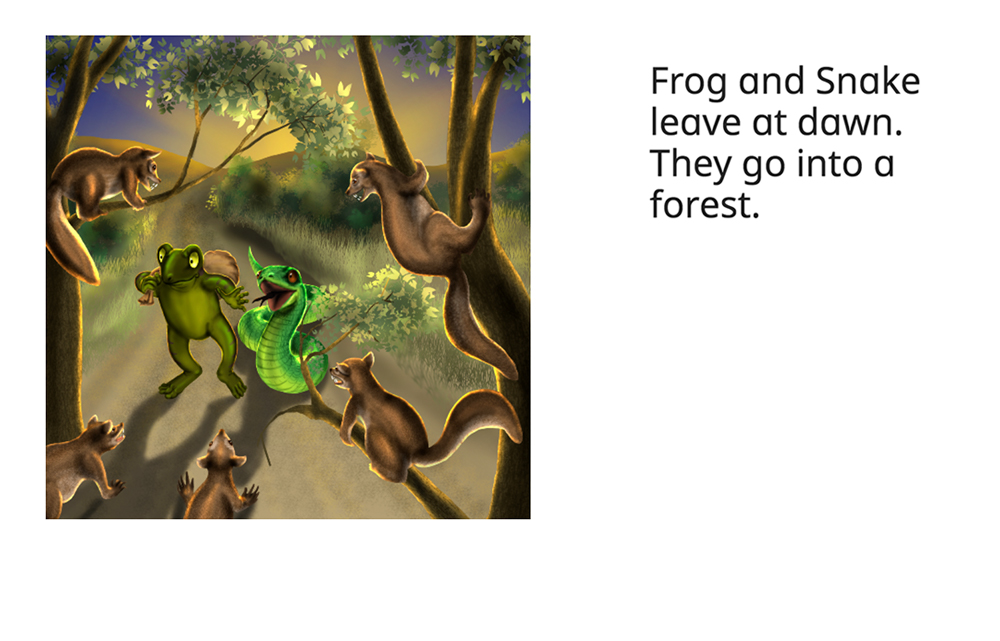 Frog and Snake
leave at dawn.
They go into a
forest.